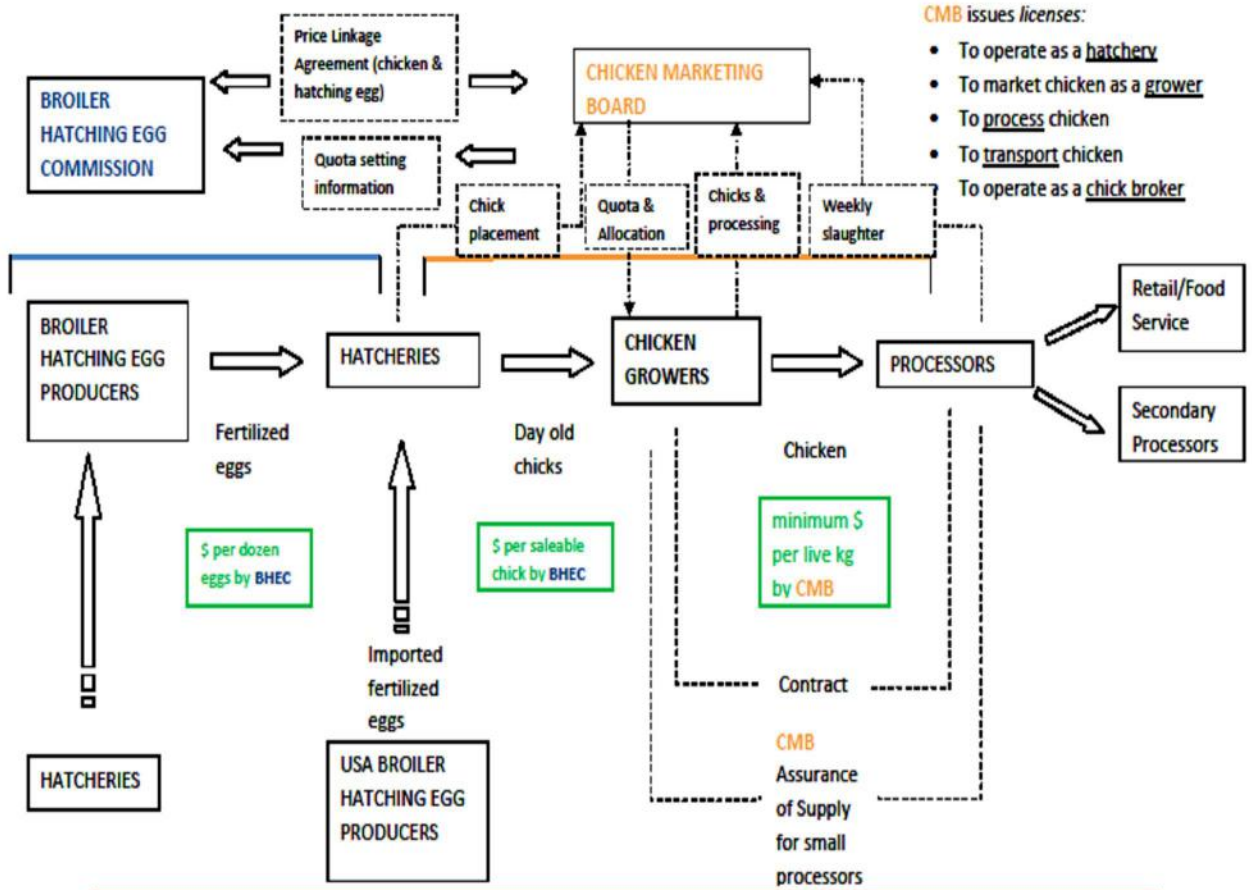 CMB issues licenses:
• To operate as a hatchery
• To market chicken as a grower
• To process chicken
• To transport chicken
To operate as a chick broker
Price Linkage
Agreement (chicken &
hatching egg)
CHICKEN MARKETING
BOARD
BROILER
HATCHING EGG
COMMISSION
Quota setting
information
Chick
placement
Quota &
Allocation
Chicks &
processing
Weekly
slaughter
BROILER
HATCHING EGG
PRODUCERS
HATCHERIES
CHICKEN
GROWERS
PROCESSORS
Retail/Food
Service
Secondary
Processors
Fertilized
eggs
Day old
chicks
Chicken
$ per dozen
eggs by BHEC
$ per saleable
chick by BHEC
minimum $
per live kg
by CMB
Imported
fertilized
eggs
Contract
HATCHERIES
USA BROILER
HATCHING EGG
PRODUCERS
CMB
Assurance
of Supply
for small
processors